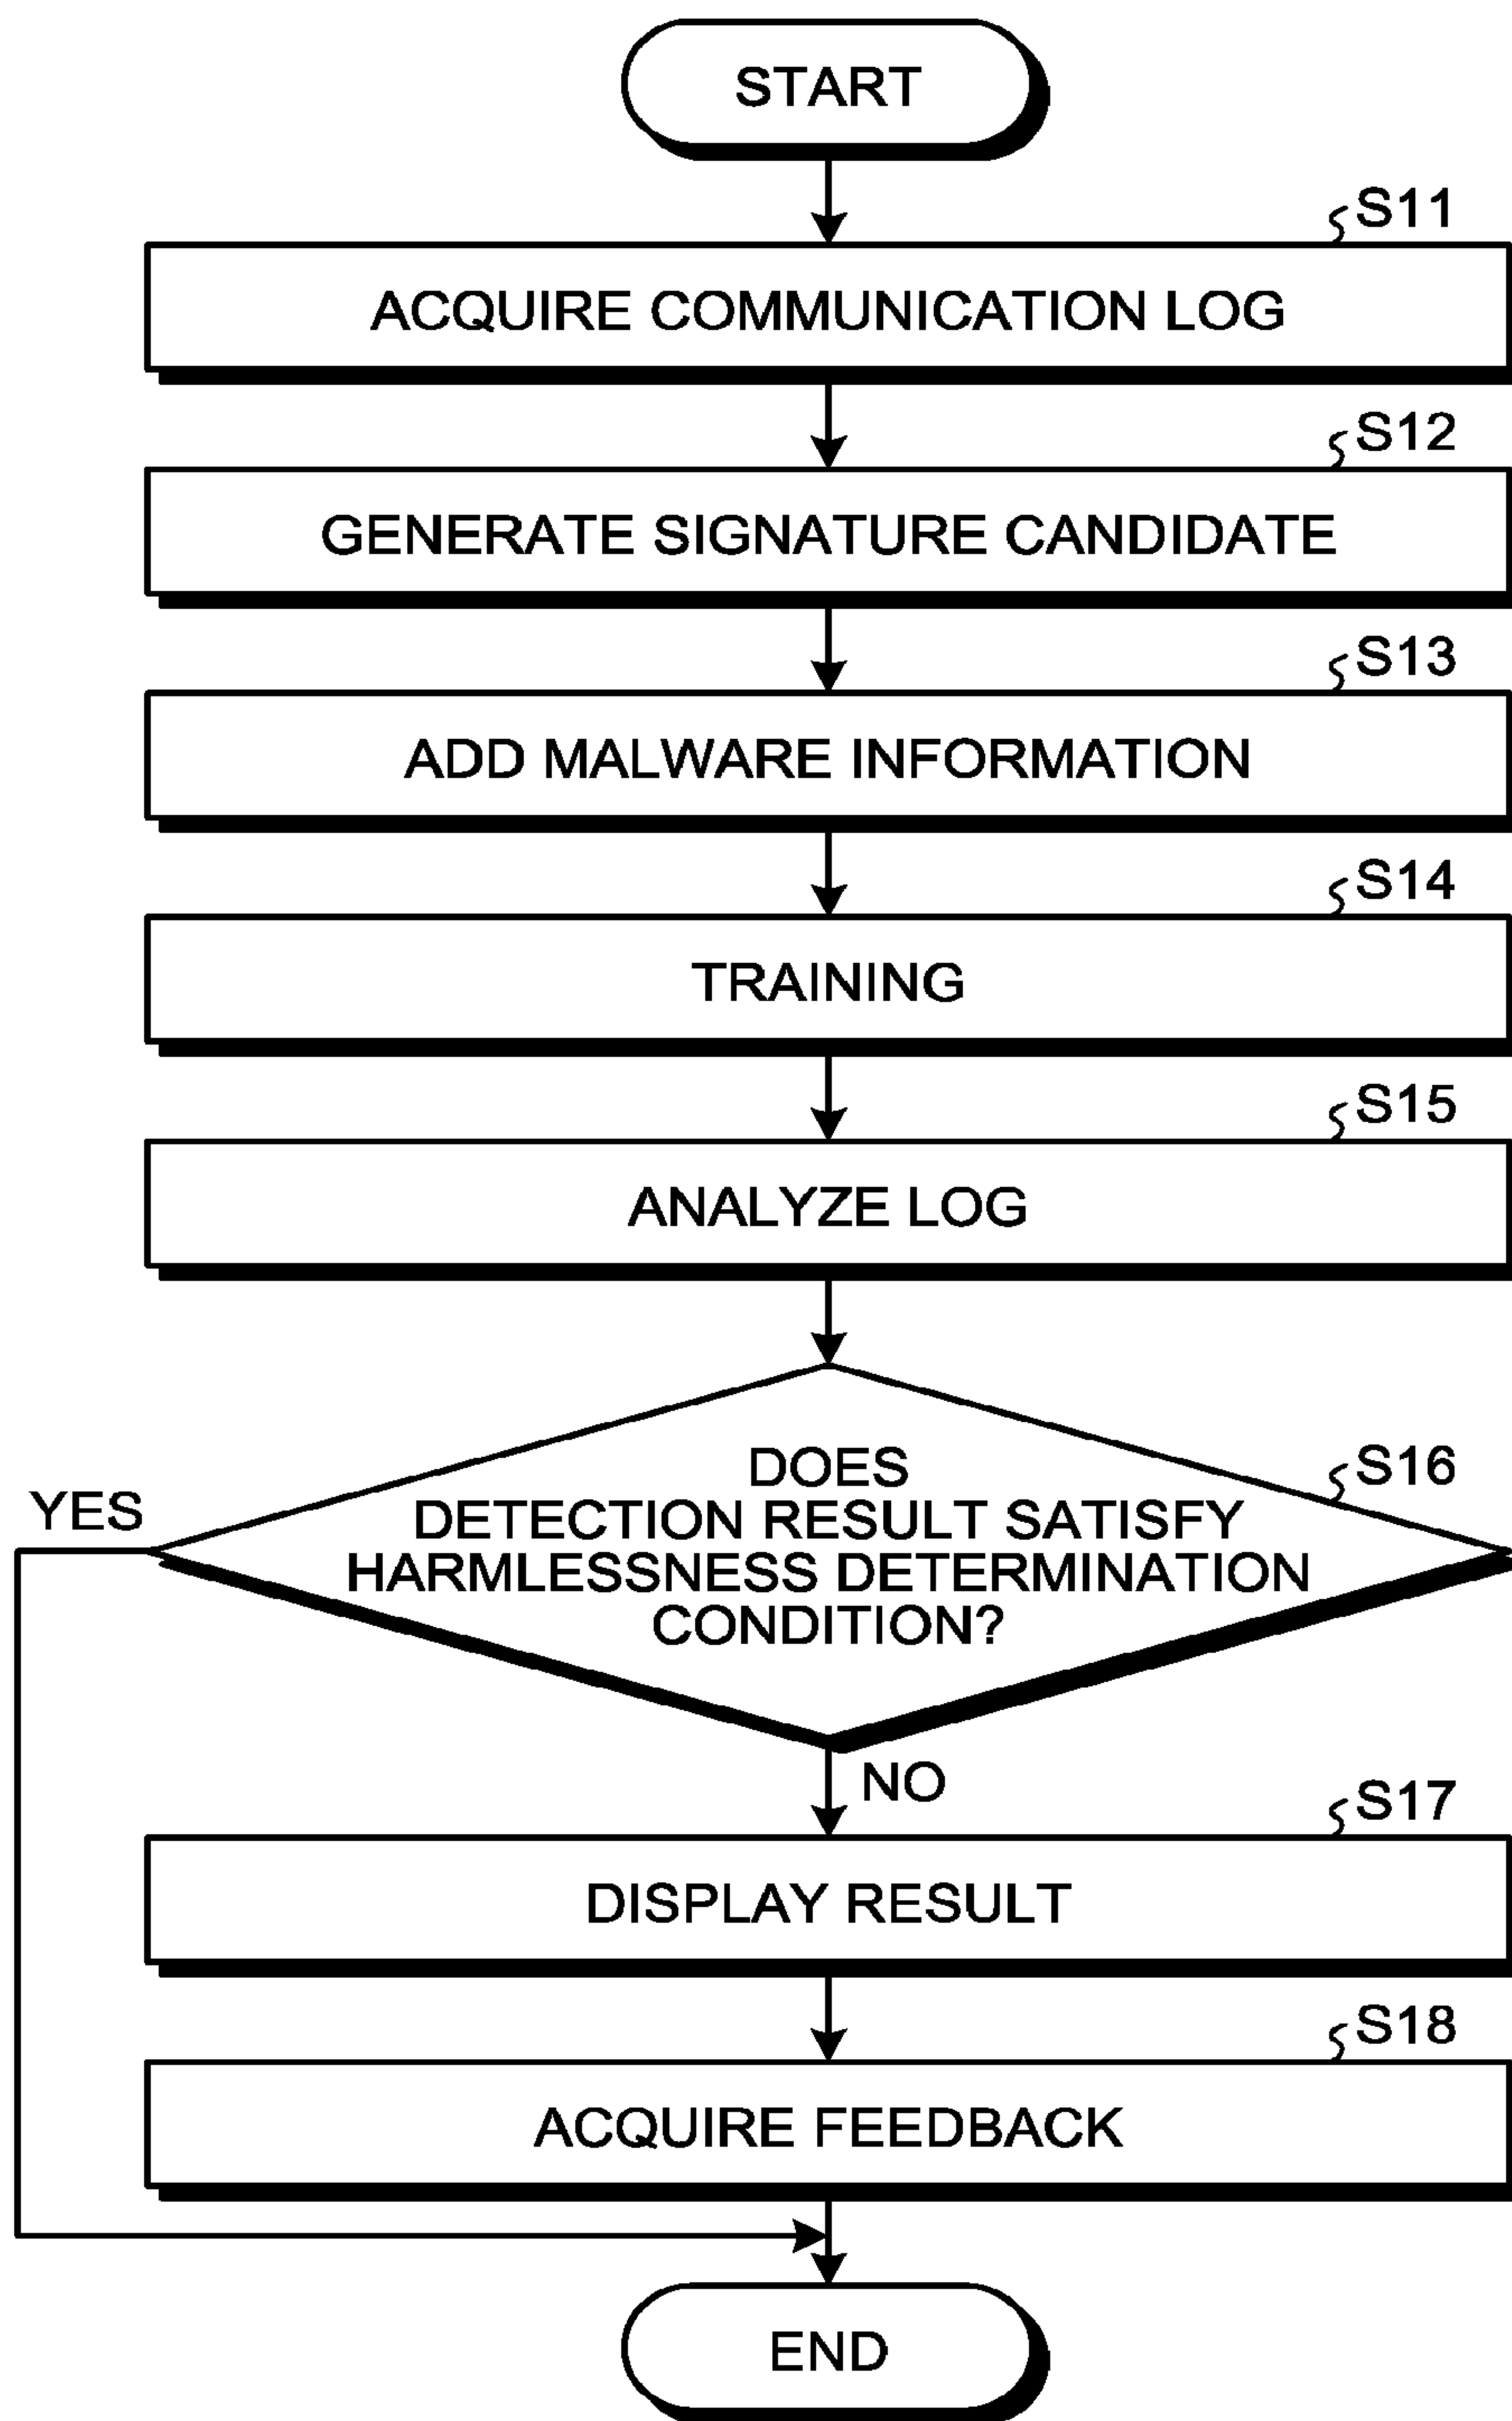 START
S11
ACQUIRE COMMUNICATION LOG
S12
GENERATE SIGNATURE CANDIDATE
S13
ADD MALWARE INFORMATION
S14
TRAINING
S15
ANALYZE LOG
S16
DOES
DETECTION RESULT SATISFY
HARMLESSNESS DETERMINATION
CONDITION?
YES
NO
S17
DISPLAY RESULT
S18
ACQUIRE FEEDBACK
END